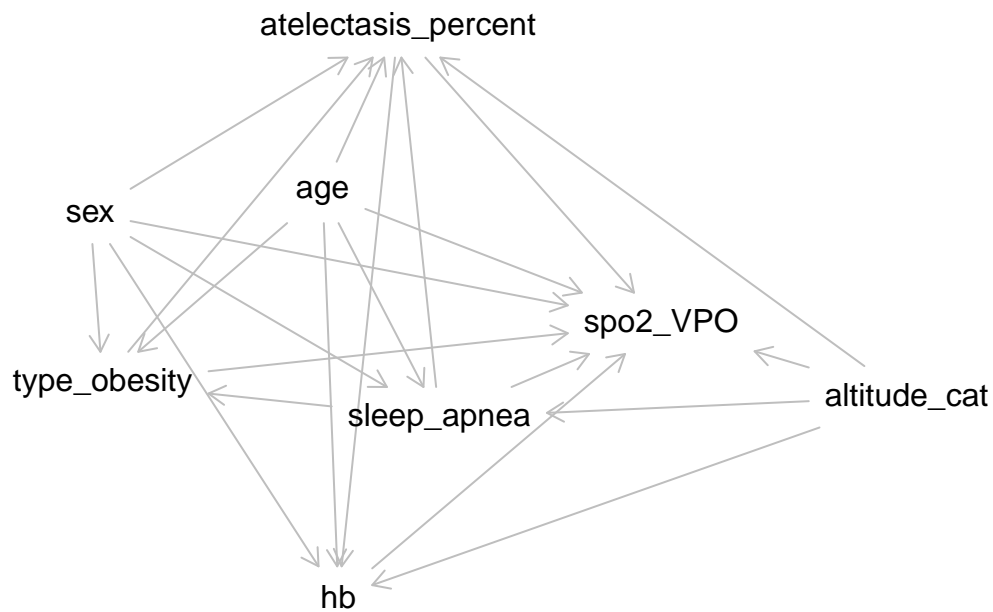 atelectasis_percent
age
sex
spo2_VPO
type_obesity
altitude_cat
sleep_apnea
hb